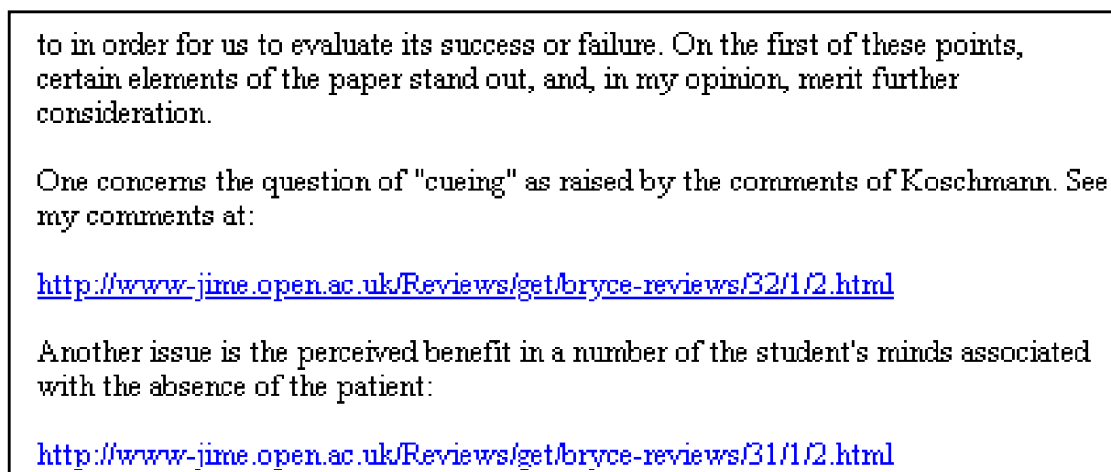 to in order for us to evaluate its success or failure. On the first of these points,
certain elements of the paper stand out, and, in my opinion, merit further
consideration.
One concerns the question of "cueing" as raised by the comments of Koschmann. See
my comments at:
http://www-jime.open.ac.uk/Reviews/get/bryce-reviews/32/1/2.html
Another issue is the perceived benefit in a number of the student's minds associated
with the absence of the patient:
http://www-jime.open.ac.uk/Reviews/get/bryce-reviews/31/1/2.html